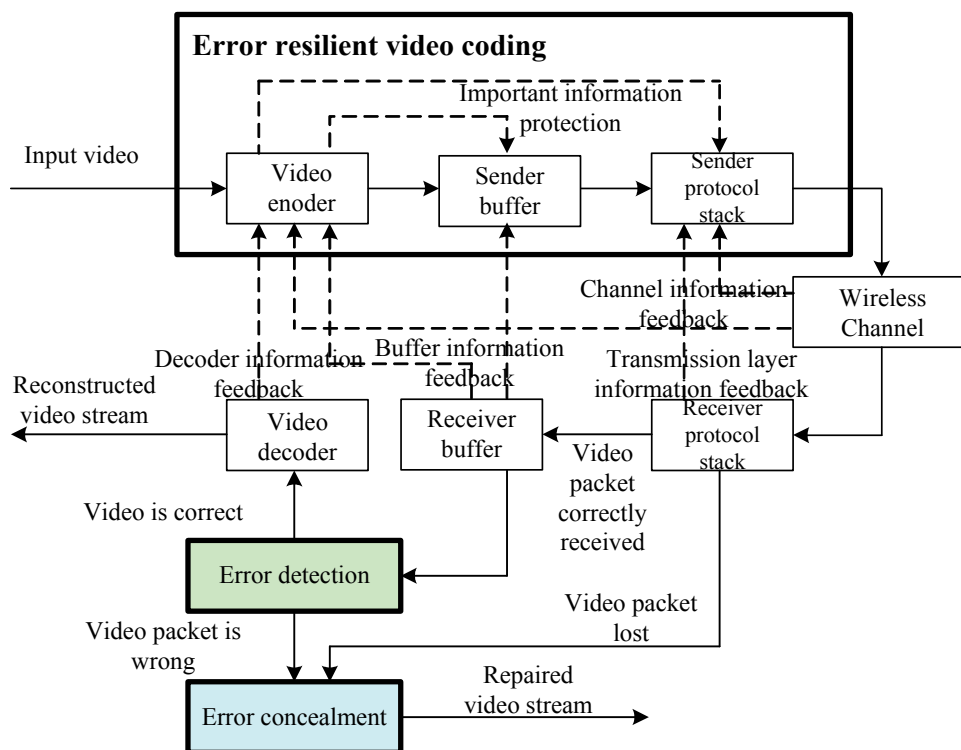 Error resilient video coding
Important information
protection
Input video
Video
enoder
Sender
buffer
Sender
protocol
stack
Channel information
feedback
Wireless
Channel
Decoder information
feedback
Buffer information
feedback
Transmission layer
information feedback
Reconstructed
video stream
Video
decoder
Receiver
buffer
Receiver
protocol
stack
Video
packet
correctly
received
Video is correct
Error detection
Video packet
lost
Video packet is
wrong
Error concealment
Repaired
video stream